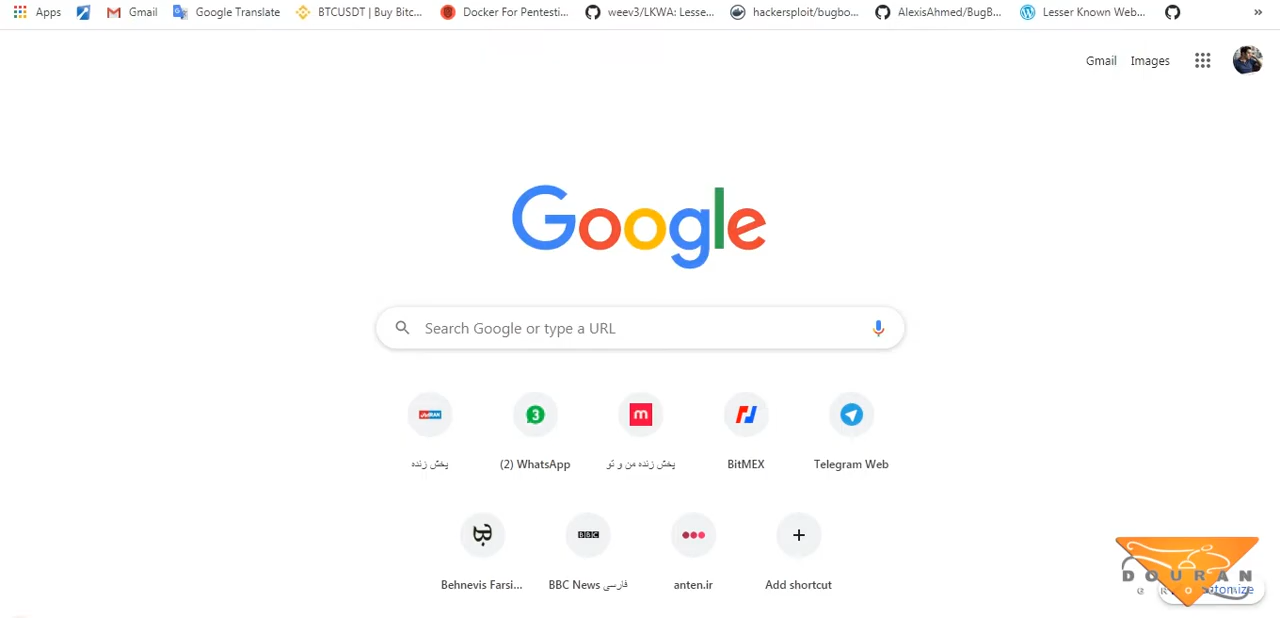 Apps Gmail Google Translate BTCUSDT | Buy Bitc... Docker For Pentesti... weev3/LKWA: Lesse... hackersploit/bugbo... AlexisAhmed/BugB... Lesser Known Web... »
Gmail Images
Google
Search Google or type a URL
3 m
پخش زنده (2) WhatsApp پخش زنده من و تو BitMEX Telegram Web
BBC
Behnevis Farsi... BBC News فارسی anten.ir Add shortcut
DOURAN